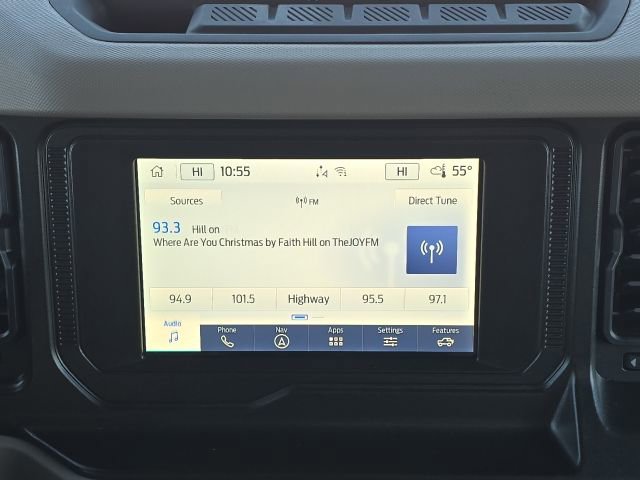 HI 10:55 HI 55°
Sources FM Direct Tune
93.3 Hill on
Where Are You Christmas by Faith Hill on TheJOYFM
94.9 101.5 Highway 95.5 97.1
Audio Phone Nav Apps Settings Features